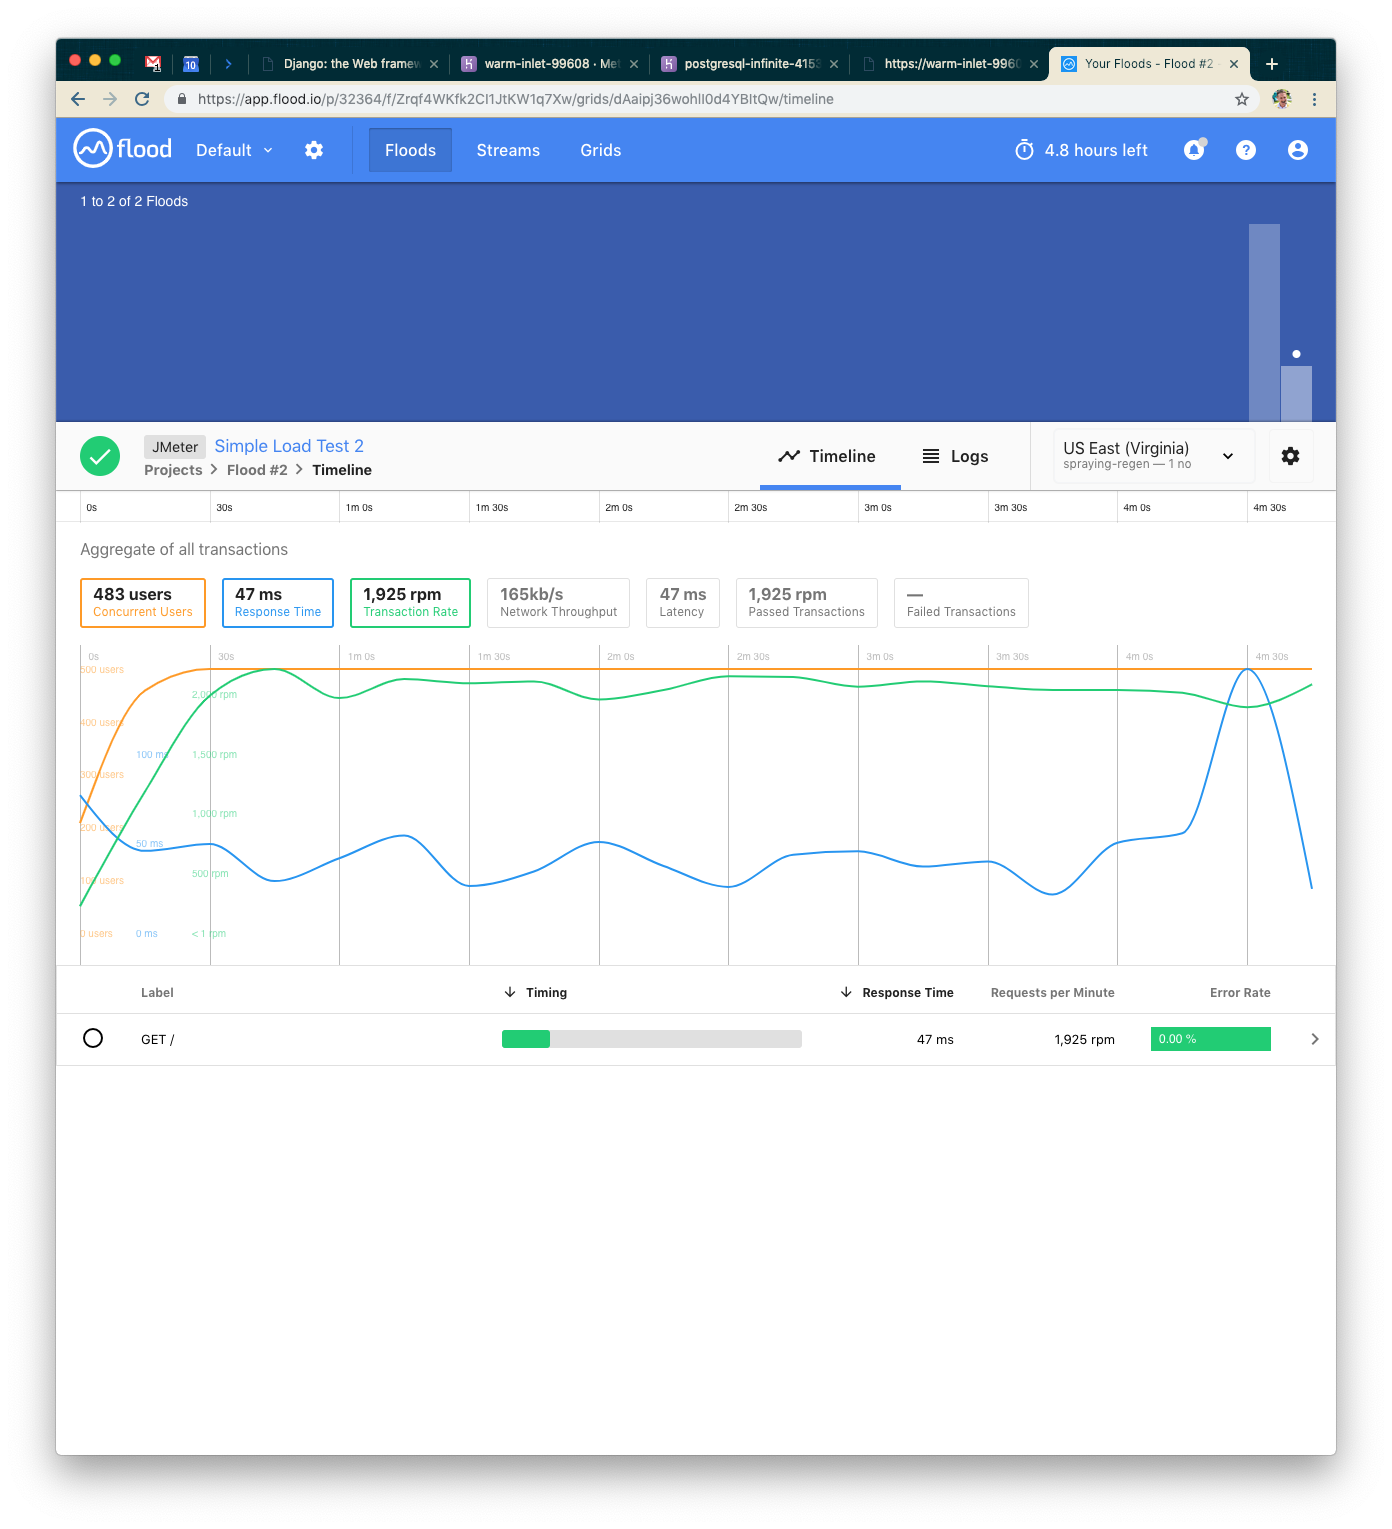 1
10
Django: the Web framew
warm-inlet-99608 · Met
postgresql-infinite-4153
https://warm-inlet-9960
Your Floods - Flood #2 -
https://app.flood.io/p/32364/f/Zrqf4WKfk2Cl1JtKW1q7Xw/grids/dAaipj36wohlI0d4YBItQw/timeline
flood
Default
Floods
Streams
Grids
4.8 hours left
?
1 to 2 of 2 Floods
JMeter Simple Load Test 2
Projects > Flood #2 > Timeline
Timeline
Logs
US East (Virginia)
spraying-regen — 1 no
0s 30s 1m 0s 1m 30s 2m 0s 2m 30s 3m 0s 3m 30s 4m 0s 4m 30s
Aggregate of all transactions
483 users
Concurrent Users
47 ms
Response Time
1,925 rpm
Transaction Rate
165kb/s
Network Throughput
47 ms
Latency
1,925 rpm
Passed Transactions
—
Failed Transactions
0s 30s 1m 0s 1m 30s 2m 0s 2m 30s 3m 0s 3m 30s 4m 0s 4m 30s
500 users
2,000 rpm
400 users
100 ms 1,500 rpm
300 users
1,000 rpm
200 users
50 ms
500 rpm
100 users
0 users 0 ms < 1 rpm
Label Timing Response Time Requests per Minute Error Rate
GET / 47 ms 1,925 rpm 0.00 %